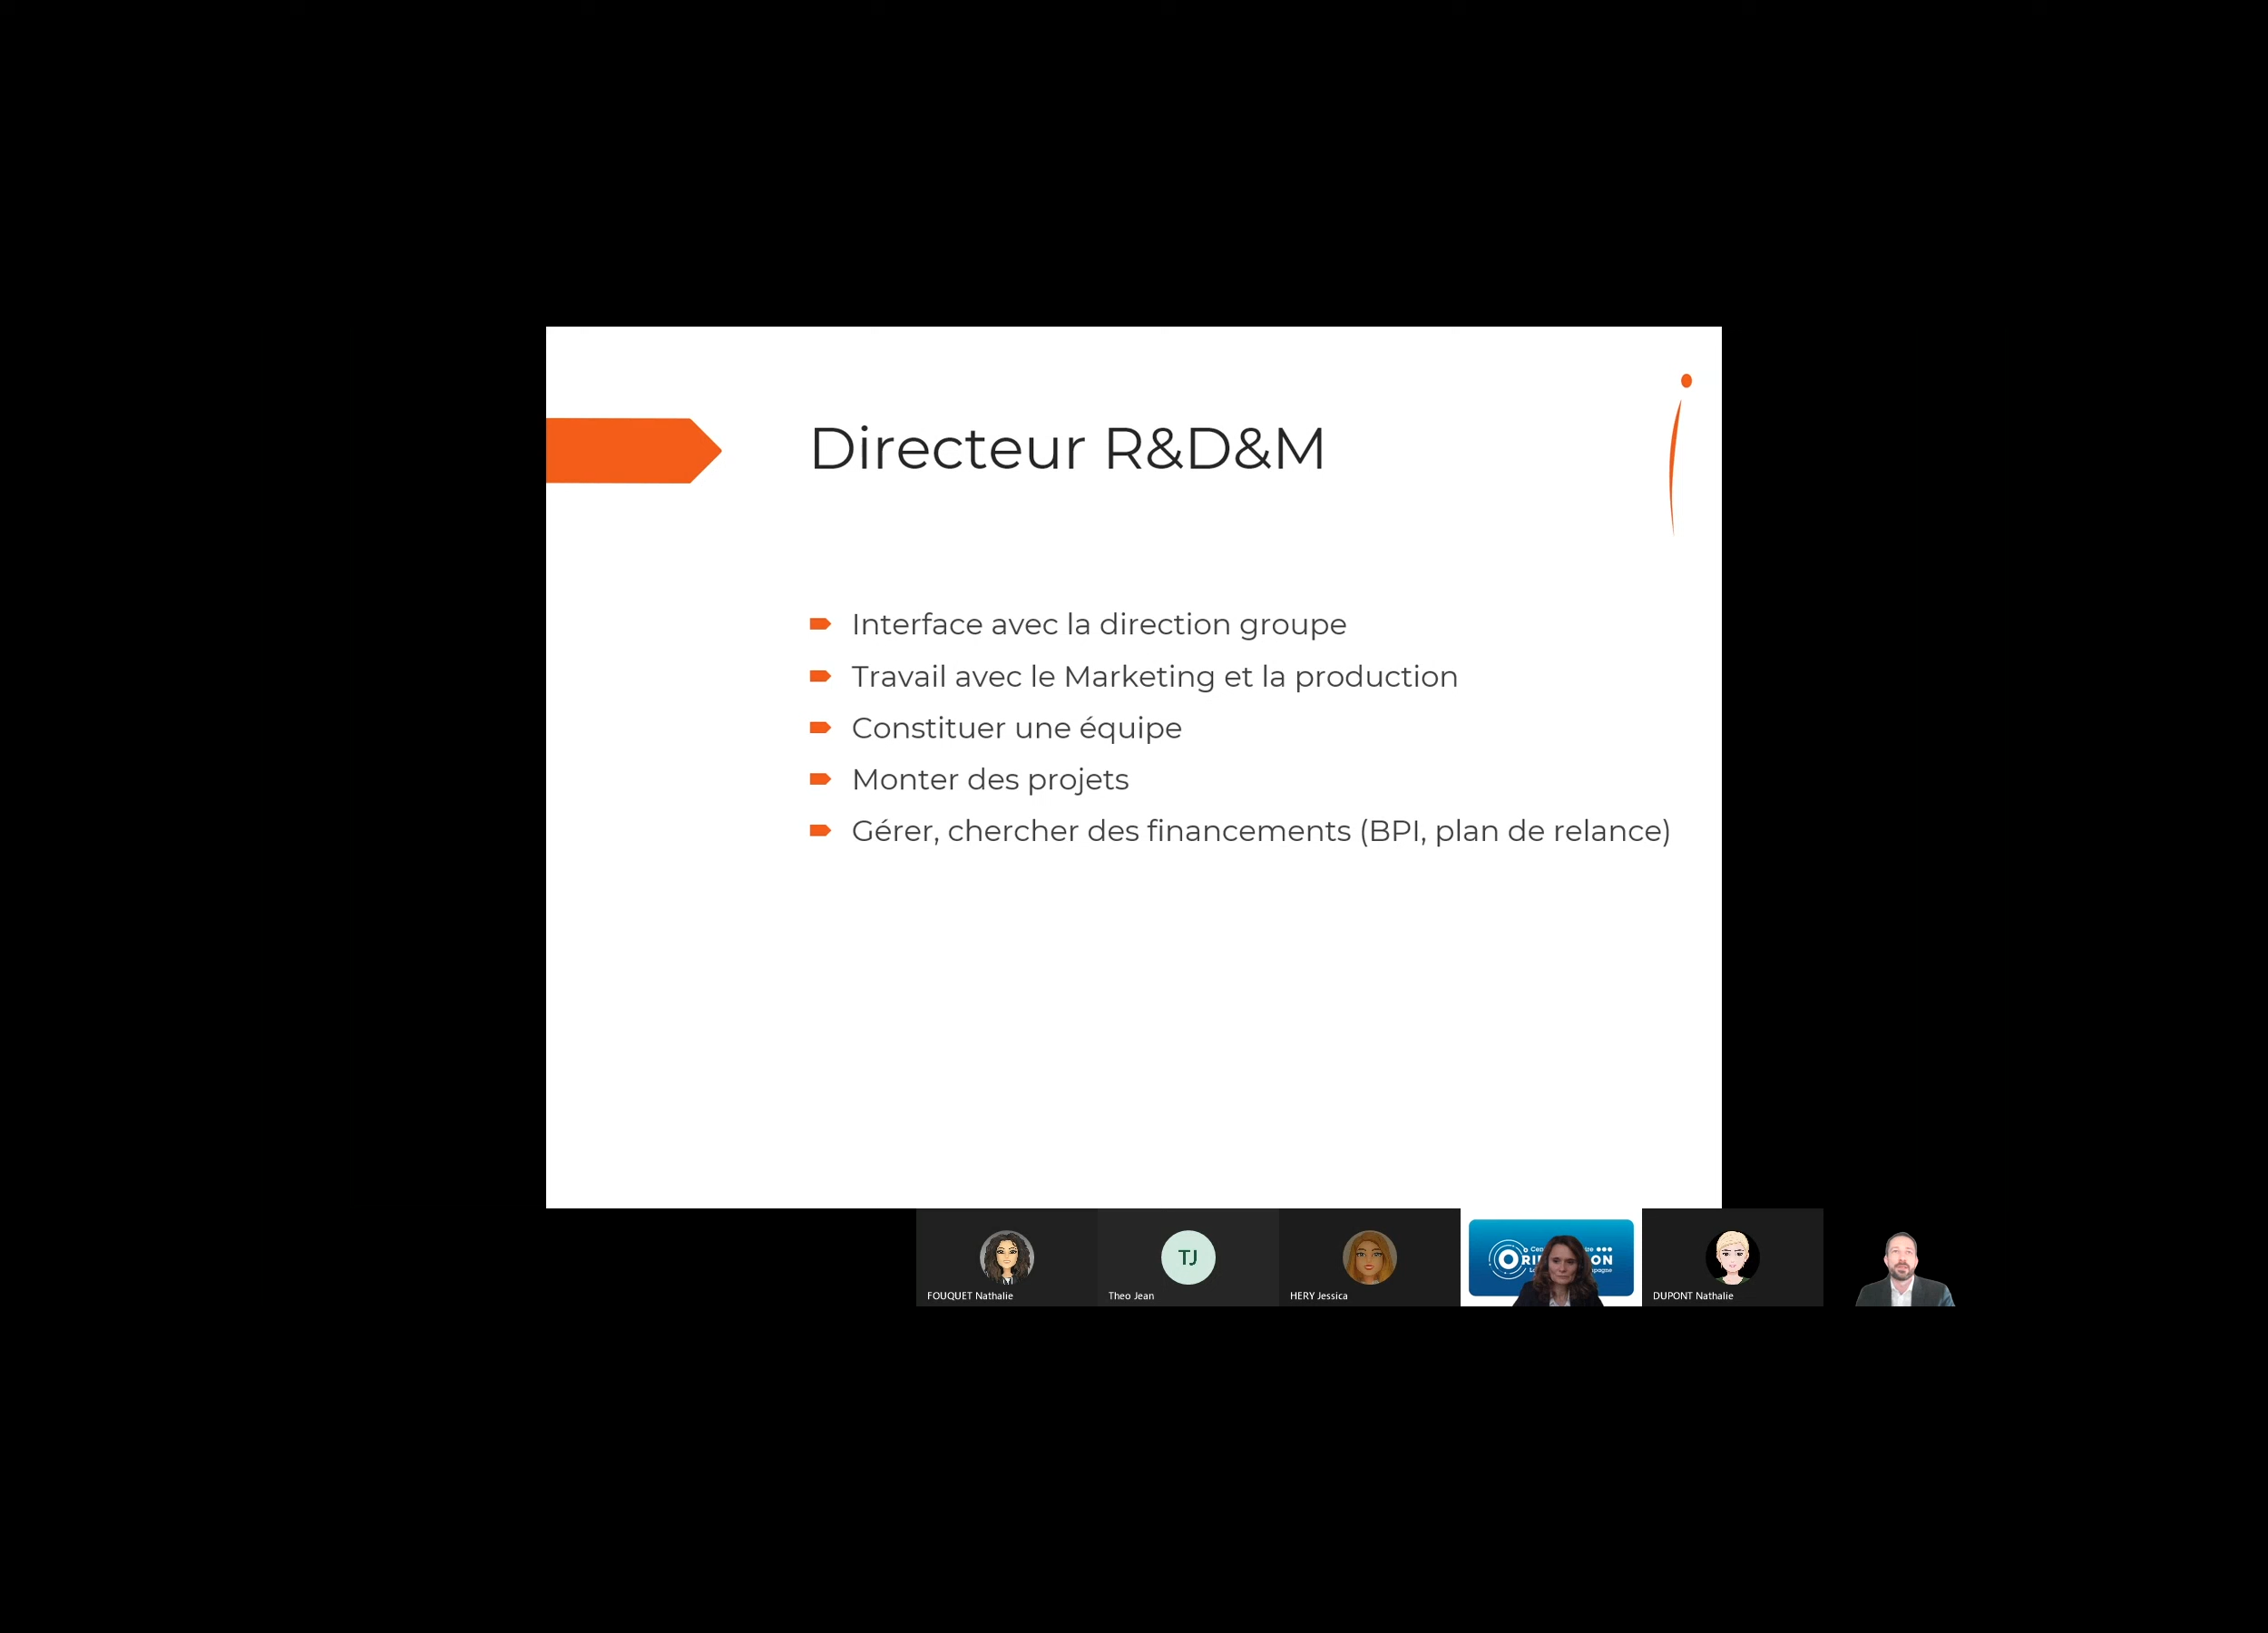 Directeur R&D&M
Interface avec la direction groupe
Travail avec le Marketing et la production
Constituer une équipe
Monter des projets
Gérer, chercher des financements (BPI, plan de relance)
TJ
FOUQUET Nathalie
Theo Jean
HERY Jessica
DUPONT Nathalie